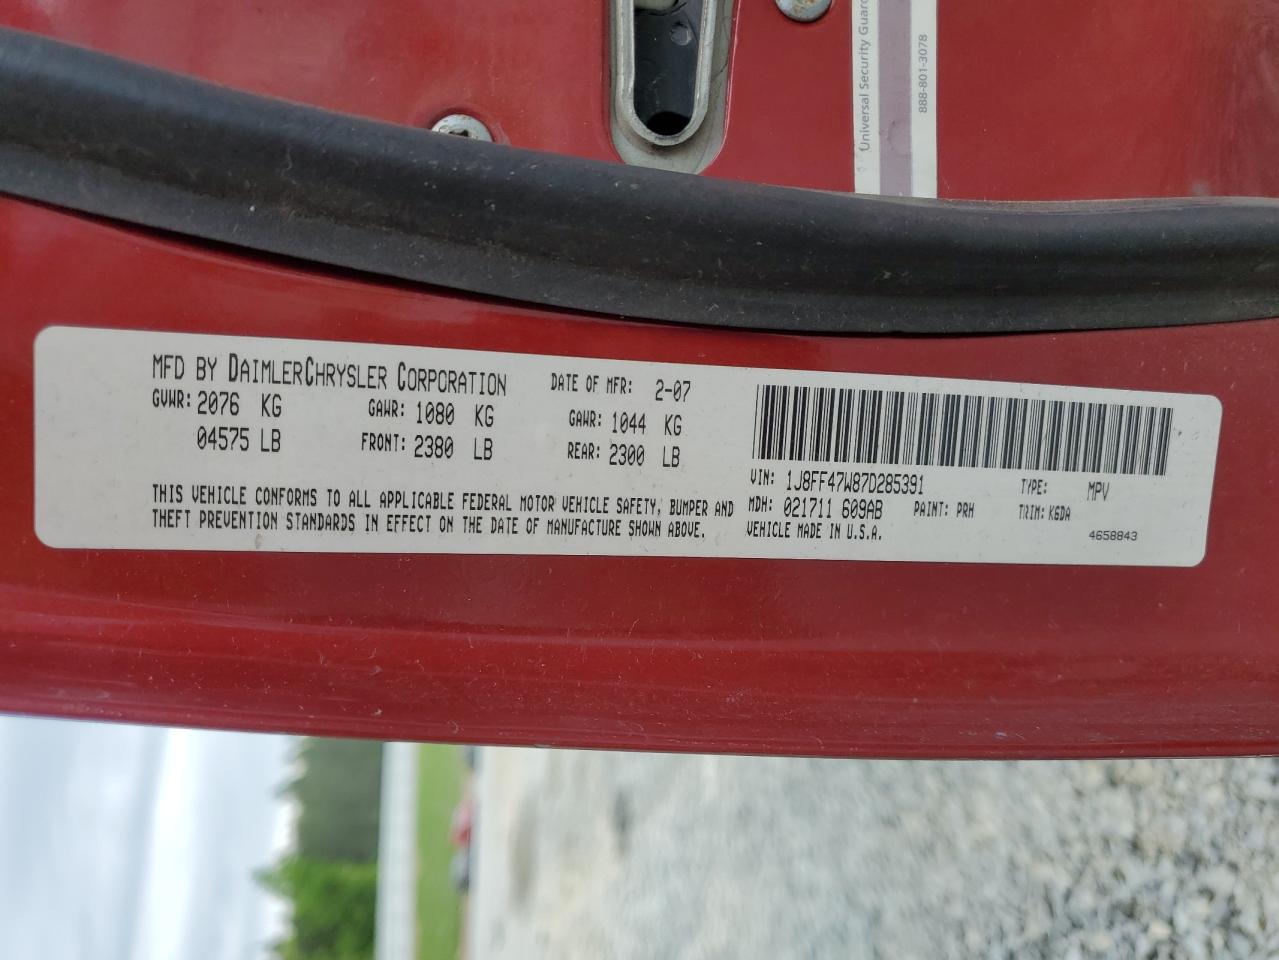 Universal Security Guard
888-801-3078
MFD BY DAIMLERCHRYSLER CORPORATION DATE OF MFR: 2-07
GVWR: 2076 KG GAWR: 1080 KG GAWR: 1044 KG
04575 LB FRONT: 2380 LB REAR: 2300 LB
THIS VEHICLE CONFORMS TO ALL APPLICABLE FEDERAL MOTOR VEHICLE SAFETY, BUMPER AND
THEFT PREVENTION STANDARDS IN EFFECT ON THE DATE OF MANUFACTURE SHOWN ABOVE.
VIN: 1J8FF47W87D285391 TYPE: MPV
MDH: 021711 609AB PAINT: PRH TRIM: K6DA
VEHICLE MADE IN U.S.A. 4658843